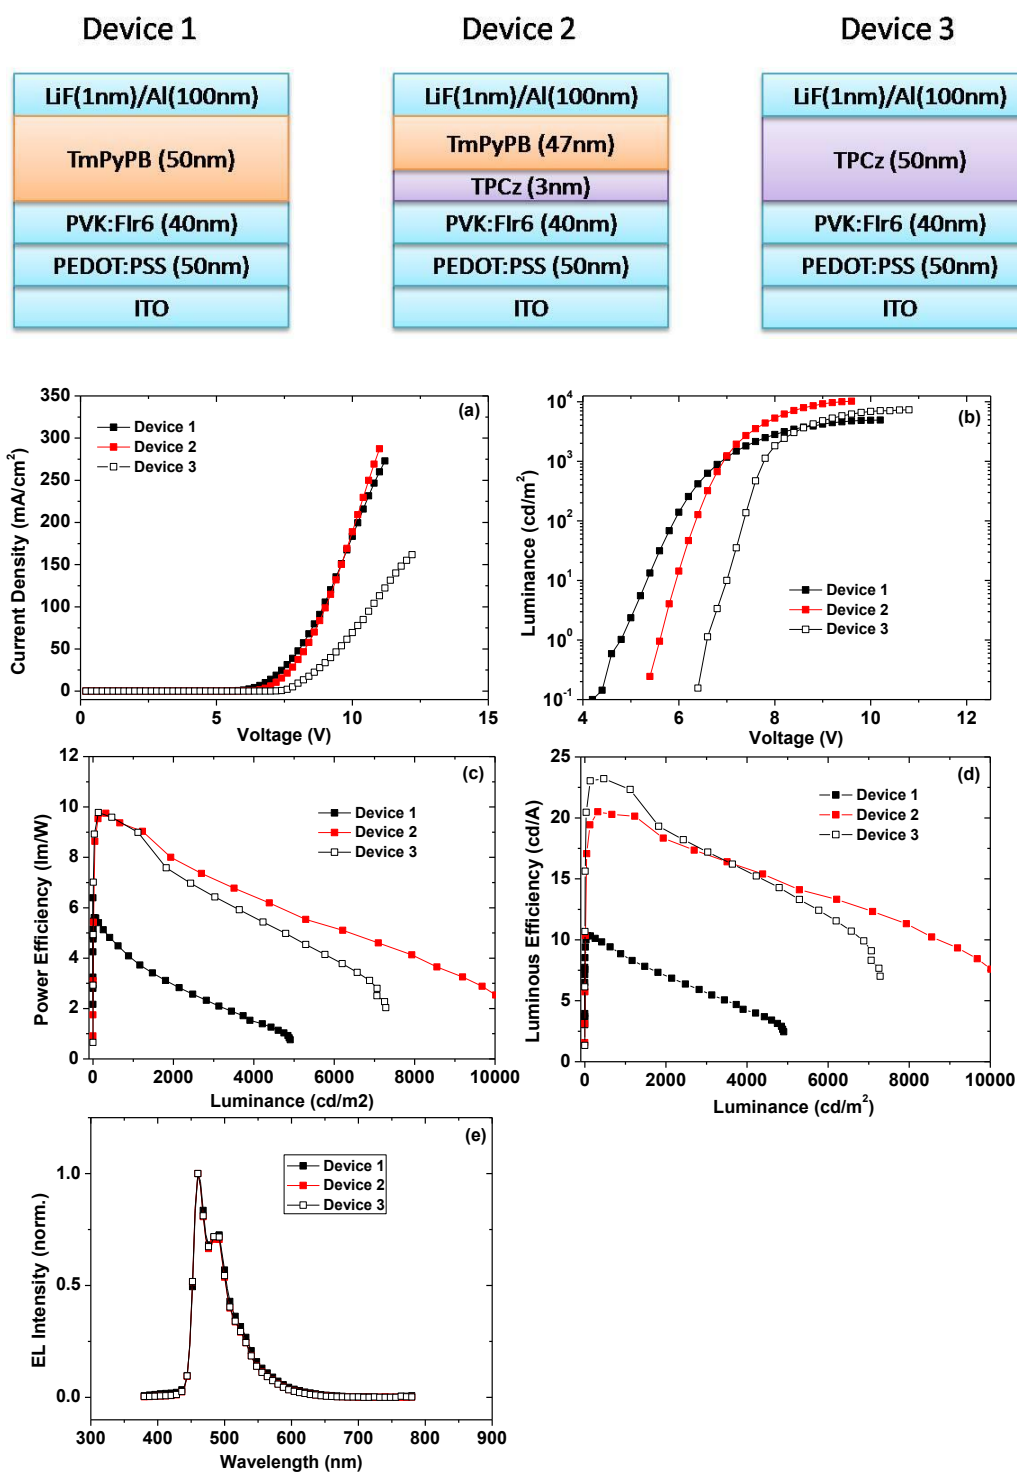 Device 1
Device 2
Device 3
LiF(1nm)/Al(100nm)
TmPyPB (50nm)
PVK:FIr6 (40nm)
PEDOT:PSS (50nm)
ITO
LiF(1nm)/Al(100nm)
TmPyPB (47nm)
TPCz (3nm)
PVK:FIr6 (40nm)
PEDOT:PSS (50nm)
ITO
LiF(1nm)/Al(100nm)
TPCz (50nm)
PVK:FIr6 (40nm)
PEDOT:PSS (50nm)
ITO
(a)
Device 1
Device 2
Device 3
Current Density (mA/cm²)
350
300
250
200
150
100
50
0
0 5 10 15
Voltage (V)
(b)
Device 1
Device 2
Device 3
Luminance (cd/m²)
10⁴
10³
10²
10¹
10⁰
10⁻¹
4 6 8 10 12
Voltage (V)
(c)
Device 1
Device 2
Device 3
Power Efficiency (lm/W)
12
10
8
6
4
2
0
0 2000 4000 6000 8000 10000
Luminance (cd/m2)
(d)
Device 1
Device 2
Device 3
Luminous Efficiency (cd/A)
25
20
15
10
5
0
0 2000 4000 6000 8000 10000
Luminance (cd/m²)
(e)
Device 1
Device 2
Device 3
EL Intensity (norm.)
1.0
0.5
0.0
300 400 500 600 700 800 900
Wavelength (nm)